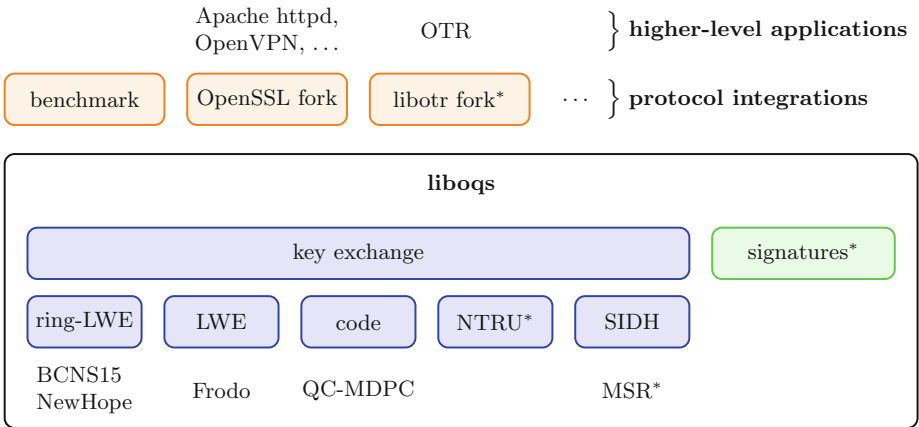 Apache httpd,
OpenVPN, ...
OTR
} higher-level applications
benchmark
OpenSSL fork
libotr fork*
... } protocol integrations
liboqs
key exchange
signatures*
ring-LWE
LWE
code
NTRU*
SIDH
BCNS15
NewHope
Frodo
QC-MDPC
MSR*